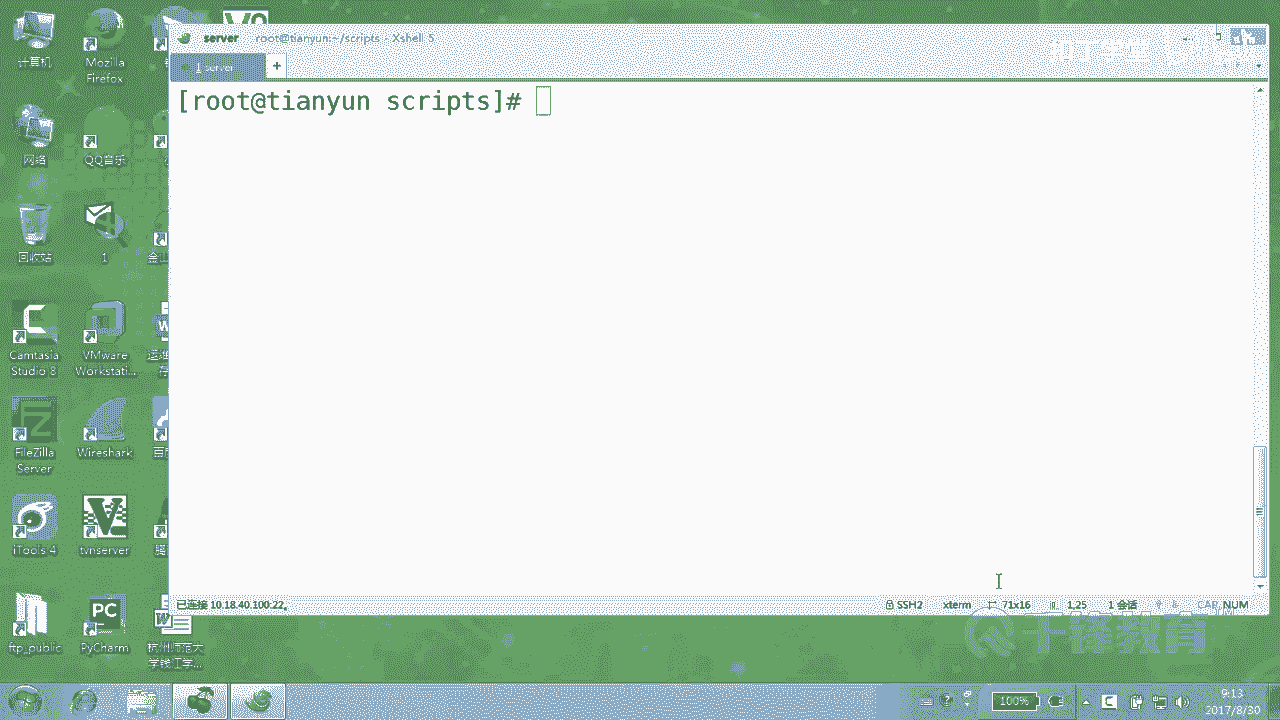 server root@tianyun:~/scripts - Xshell 5
1 server +
[root@tianyun scripts]#
计算机
Mozilla Firefox
网络
QQ音乐
回收站
1
Camtasia Studio 8
VMware Workstati...
FileZilla Server
Wireshark
iTools 4
tvnserver
ftp_public
PyCharm
杭州师范大学钱江学...
已连接 10.18.40.100:22。
SSH2 xterm 71x16 1,25 1 会话 CAP NUM
千锋教育
100%
9:13
2017/8/30